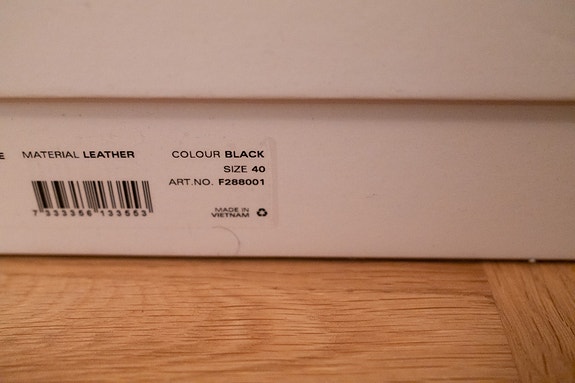 E MATERIAL LEATHER COLOUR BLACK
SIZE 40
ART.NO. F288001
7 333356 133553
MADE IN
VIETNAM